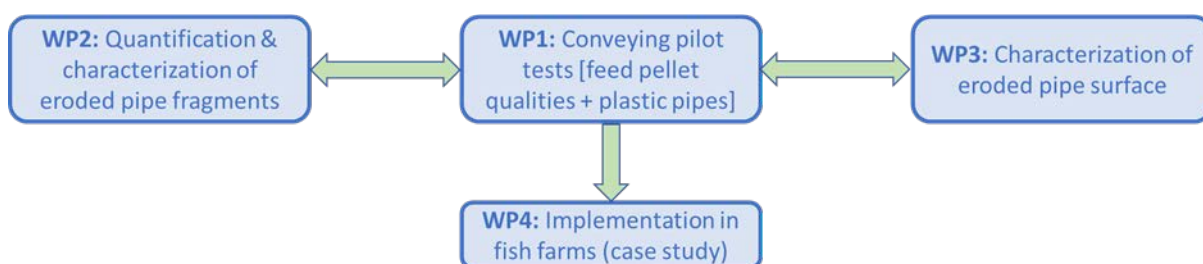 WP2: Quantification &
characterization of
eroded pipe fragments
WP1: Conveying pilot
tests [feed pellet
qualities + plastic pipes]
WP3: Characterization of
eroded pipe surface
WP4: Implementation in
fish farms (case study)